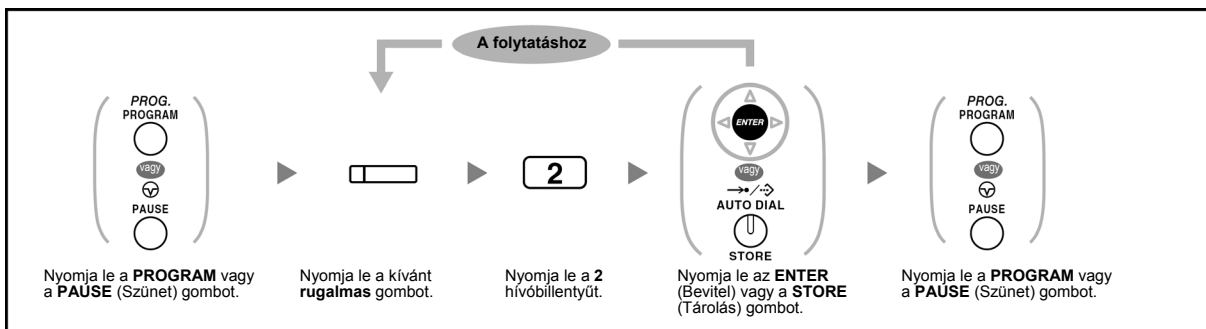 A folytatáshoz
PROG.
PROGRAM
vagy
PAUSE
Nyomja le a PROGRAM vagy
a PAUSE (Szünet) gombot.
Nyomja le a kívánt
rugalmas gombot.
2
Nyomja le a 2
hívóbillentyűt.
ENTER
vagy
AUTO DIAL
STORE
Nyomja le az ENTER
(Bevitel) vagy a STORE
(Tárolás) gombot.
PROG.
PROGRAM
vagy
PAUSE
Nyomja le a PROGRAM vagy
a PAUSE (Szünet) gombot.